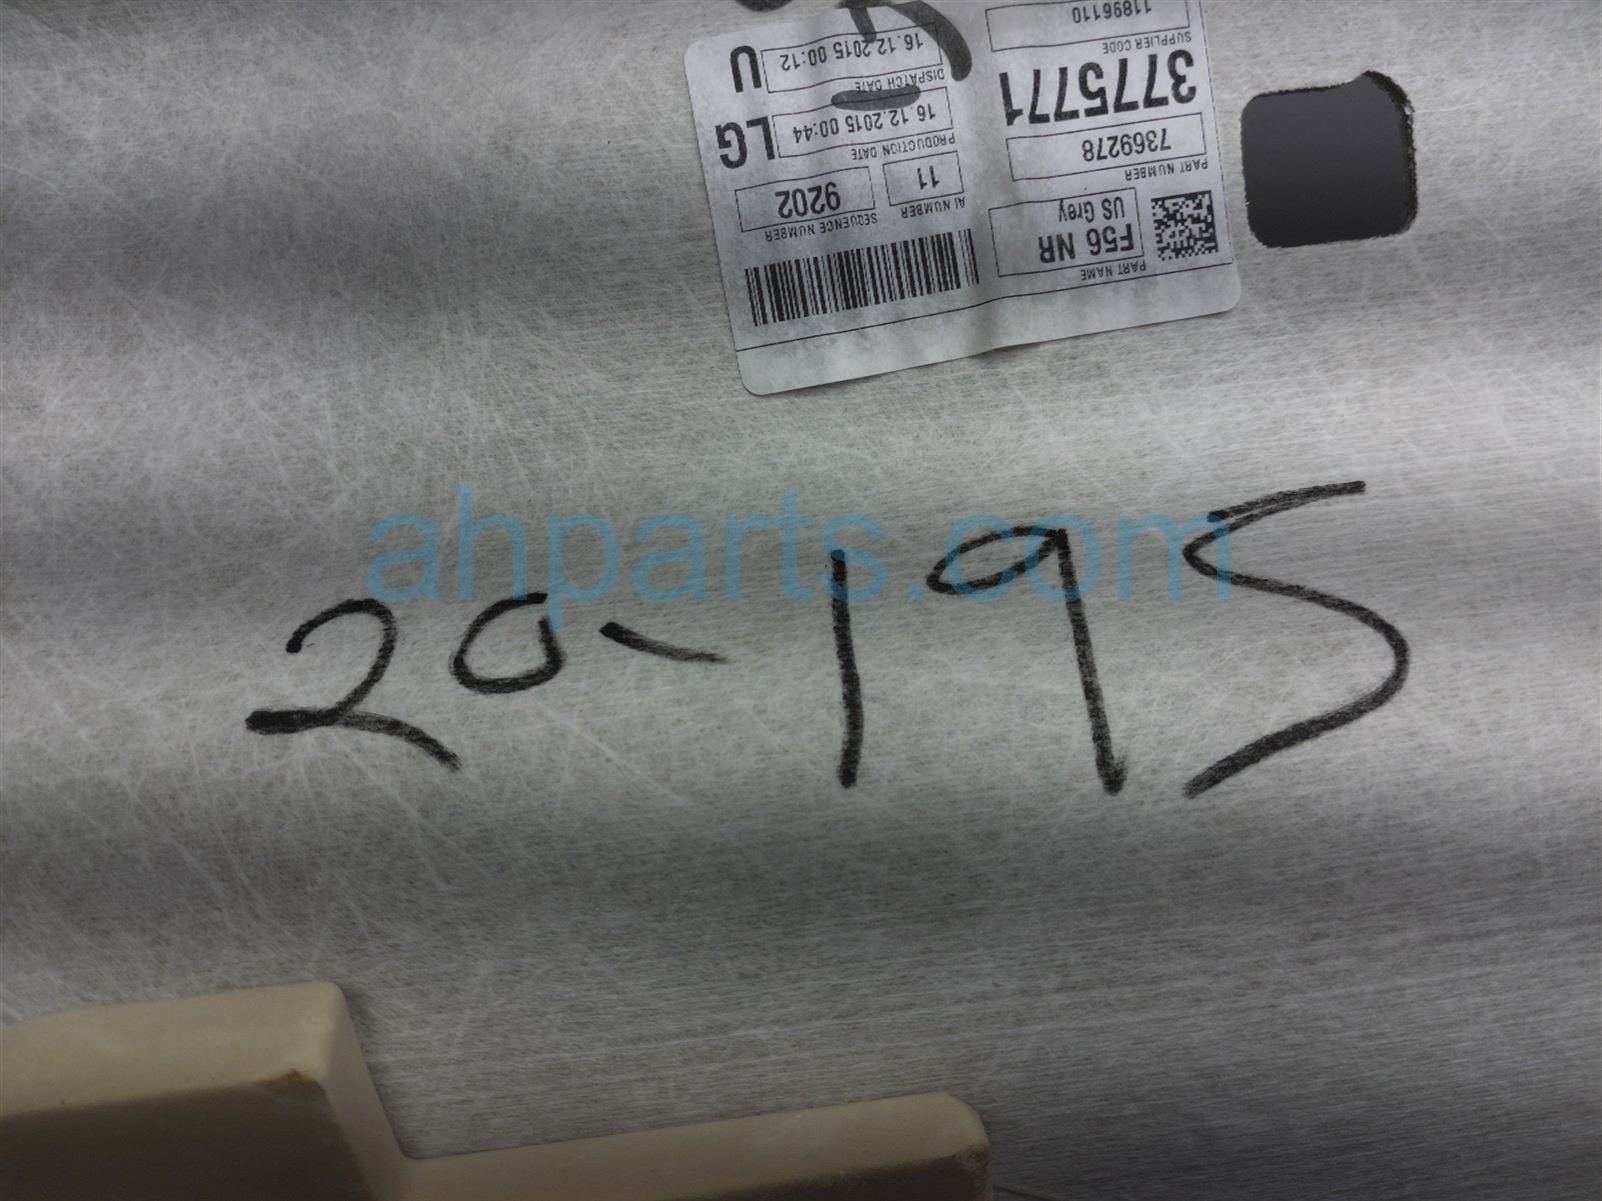 PART NAME
F56 NR
US Grey
PART NUMBER
7369278
3775771
SUPPLIER CODE
11896110
AI NUMBER
11
SEQUENCE NUMBER
9202
PRODUCTION DATE
16.12.2015 00:44
LG
DISPATCH DATE
16.12.2015 00:12
U
ahparts.com
20-195